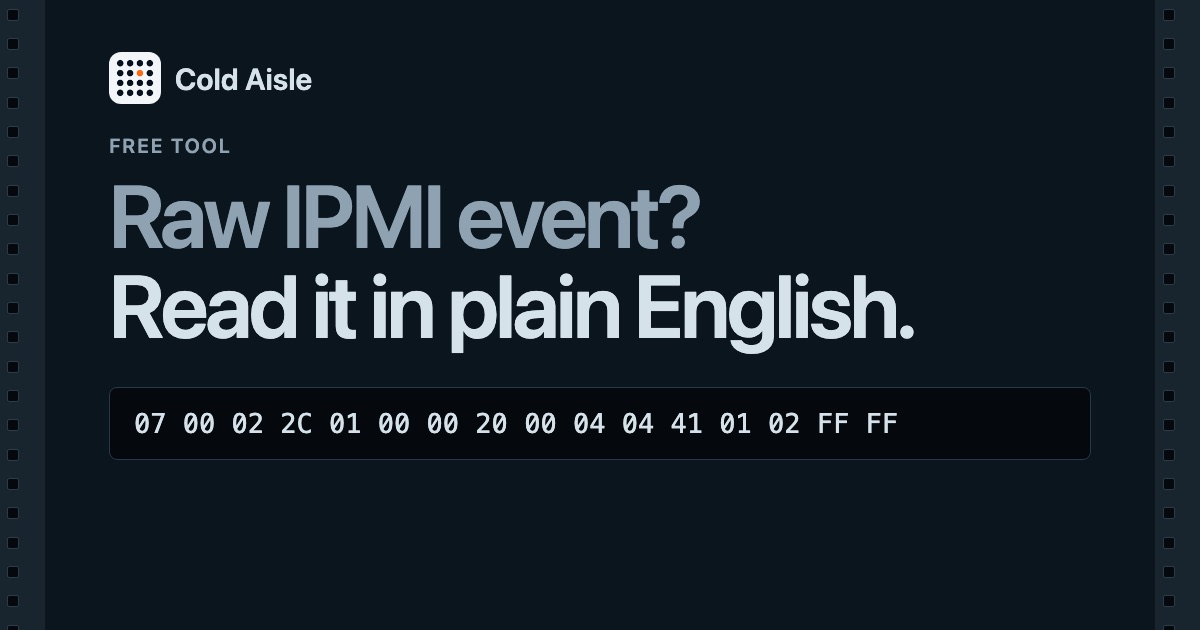 Cold Aisle
FREE TOOL
Raw IPMI event?
Read it in plain English.
07 00 02 2C 01 00 00 20 00 04 04 41 01 02 FF FF